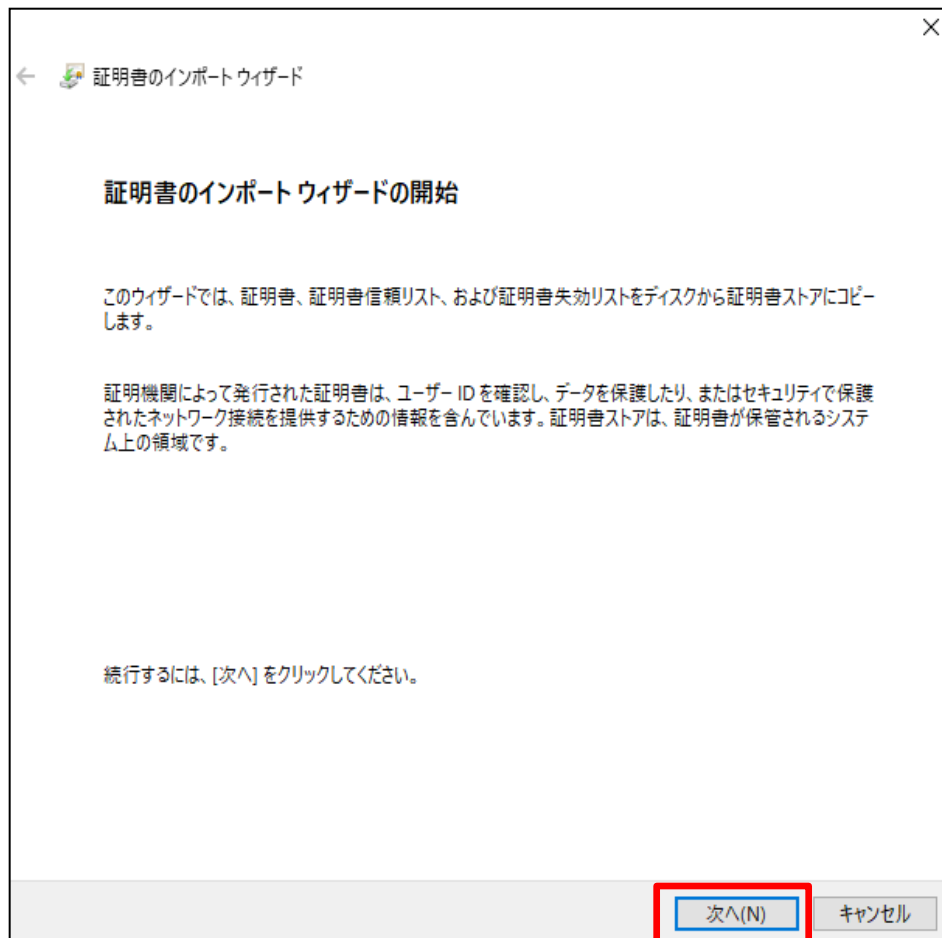 証明書のインポート ウィザード
証明書のインポート ウィザードの開始
このウィザードでは、証明書、証明書信頼リスト、および証明書失効リストをディスクから証明書ストアにコピー
します。
証明機関によって発行された証明書は、ユーザー ID を確認し、データを保護したり、またはセキュリティで保護
されたネットワーク接続を提供するための情報を含んでいます。証明書ストアは、証明書が保管されるシステ
ム上の領域です。
続行するには、[次へ] をクリックしてください。
次へ(N)
キャンセル